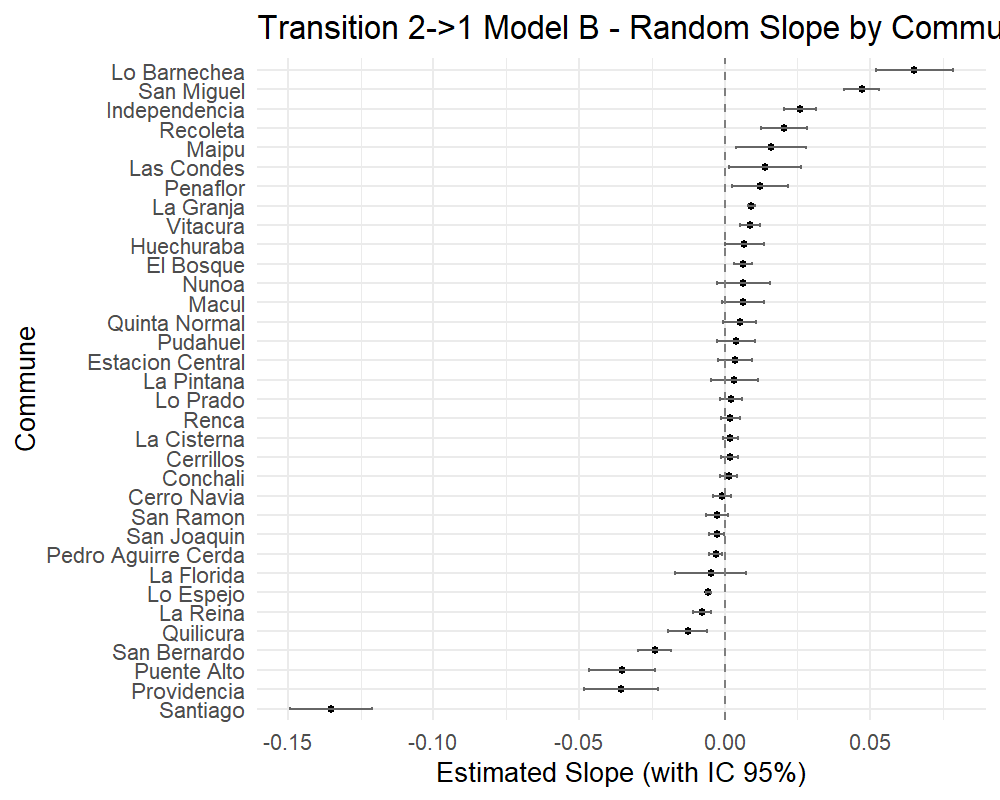 Transition 2->1 Model B - Random Slope by Commu
Lo Barnechea
San Miguel
Independencia
Recoleta
Maipu
Las Condes
Penaflor
La Granja
Vitacura
Huechuraba
El Bosque
Nunoa
Macul
Quinta Normal
Pudahuel
Estacion Central
La Pintana
Lo Prado
Renca
La Cisterna
Cerrillos
Conchali
Cerro Navia
San Ramon
San Joaquin
Pedro Aguirre Cerda
La Florida
Lo Espejo
La Reina
Quilicura
San Bernardo
Puente Alto
Providencia
Santiago
Commune
-0.15 -0.10 -0.05 0.00 0.05
Estimated Slope (with IC 95%)